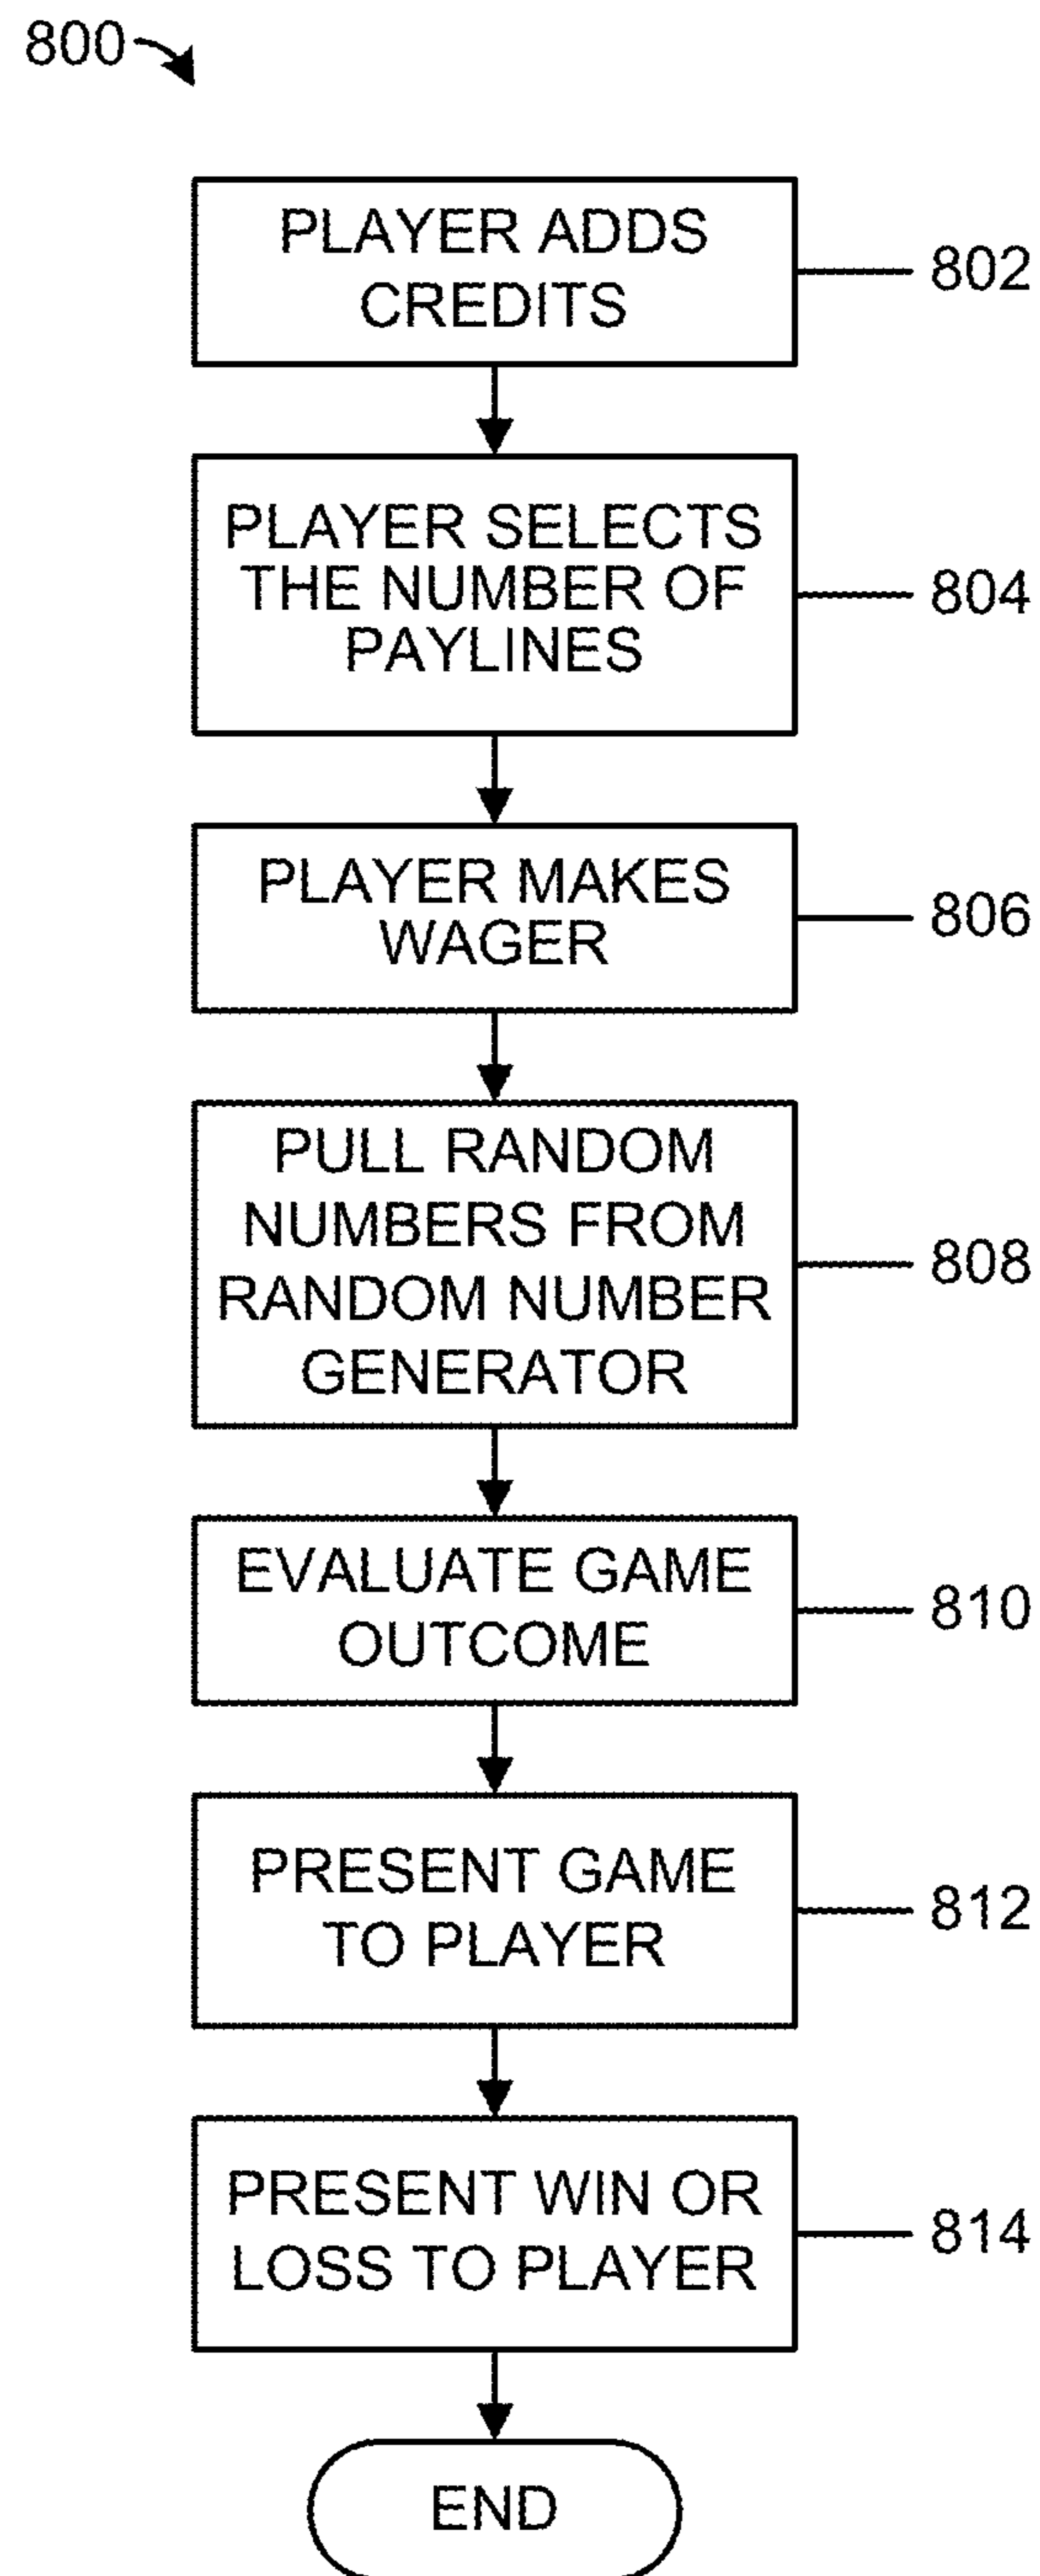 800
PLAYER ADDS
CREDITS
802
PLAYER SELECTS
THE NUMBER OF
PAYLINES
804
PLAYER MAKES
WAGER
806
PULL RANDOM
NUMBERS FROM
RANDOM NUMBER
GENERATOR
808
EVALUATE GAME
OUTCOME
810
PRESENT GAME
TO PLAYER
812
PRESENT WIN OR
LOSS TO PLAYER
814
END